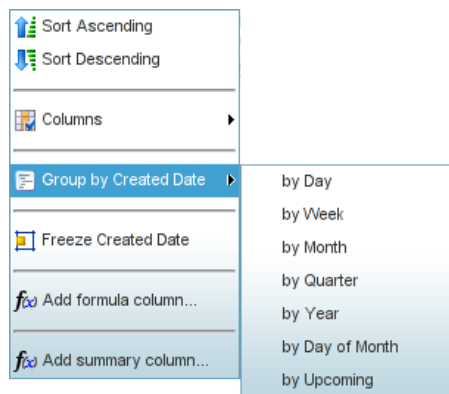 Sort Ascending
Sort Descending
Columns
Group by Created Date
by Day
by Week
by Month
by Quarter
by Year
by Day of Month
by Upcoming
Freeze Created Date
f(x) Add formula column...
f(x) Add summary column...